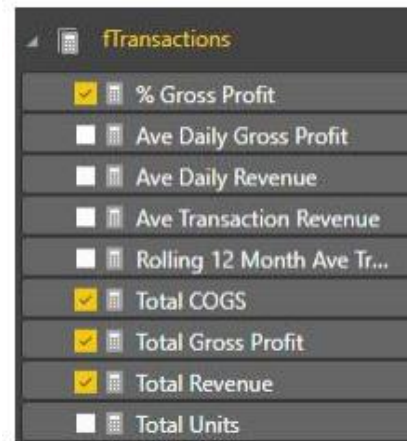 fTransactions
% Gross Profit
Ave Daily Gross Profit
Ave Daily Revenue
Ave Transaction Revenue
Rolling 12 Month Ave Tr...
Total COGS
Total Gross Profit
Total Revenue
Total Units